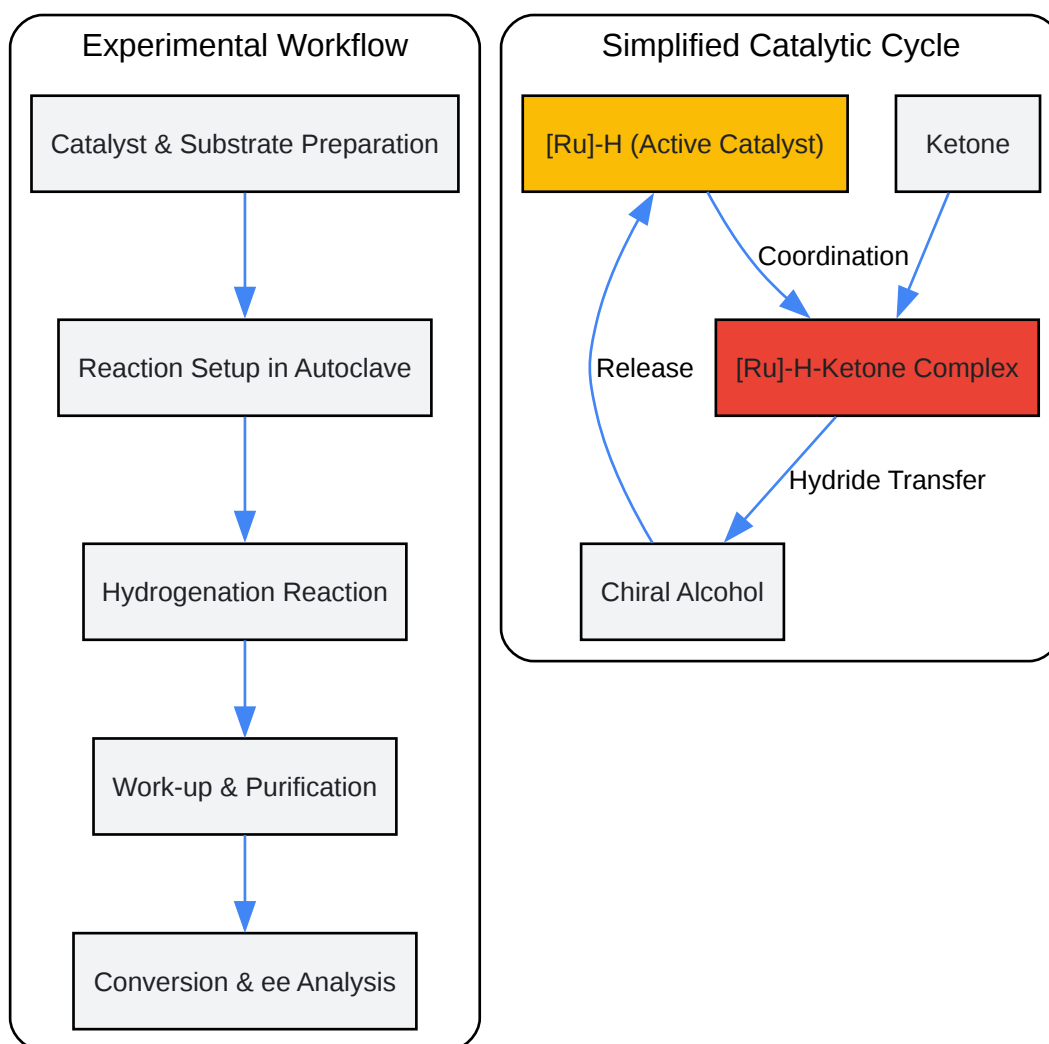 Experimental Workflow
Catalyst & Substrate Preparation
Reaction Setup in Autoclave
Hydrogenation Reaction
Work-up & Purification
Conversion & ee Analysis
Simplified Catalytic Cycle
[Ru]-H (Active Catalyst)
Ketone
Coordination
Release
[Ru]-H-Ketone Complex
Hydride Transfer
Chiral Alcohol